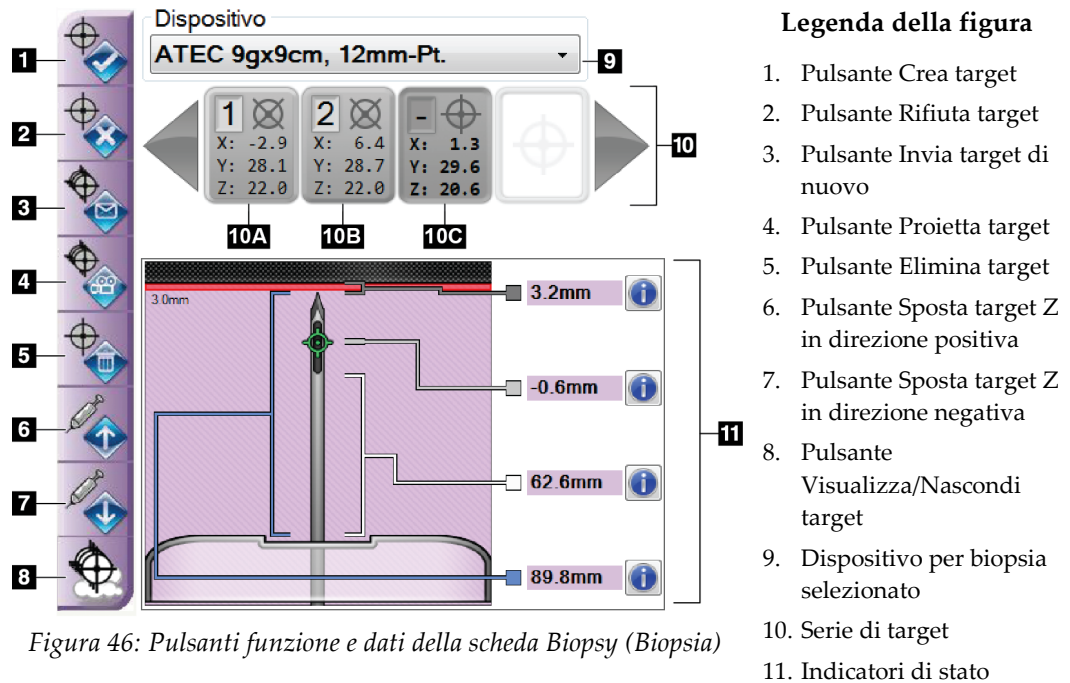 Dispositivo
ATEC 9gx9cm, 12mm-Pt.
1
2
3
4
5
6
7
8
9
1
X: -2.9
Y: 28.1
Z: 22.0
2
X: 6.4
Y: 28.7
Z: 22.0
-
X: 1.3
Y: 29.6
Z: 20.6
10
10A
10B
10C
3.0mm
3.2mm
-0.6mm
62.6mm
89.8mm
11
Figura 46: Pulsanti funzione e dati della scheda Biopsy (Biopsia)
Legenda della figura
1. Pulsante Crea target
2. Pulsante Rifiuta target
3. Pulsante Invia target di
nuovo
4. Pulsante Proietta target
5. Pulsante Elimina target
6. Pulsante Sposta target Z
in direzione positiva
7. Pulsante Sposta target Z
in direzione negativa
8. Pulsante
Visualizza/Nascondi
target
9. Dispositivo per biopsia
selezionato
10. Serie di target
11. Indicatori di stato